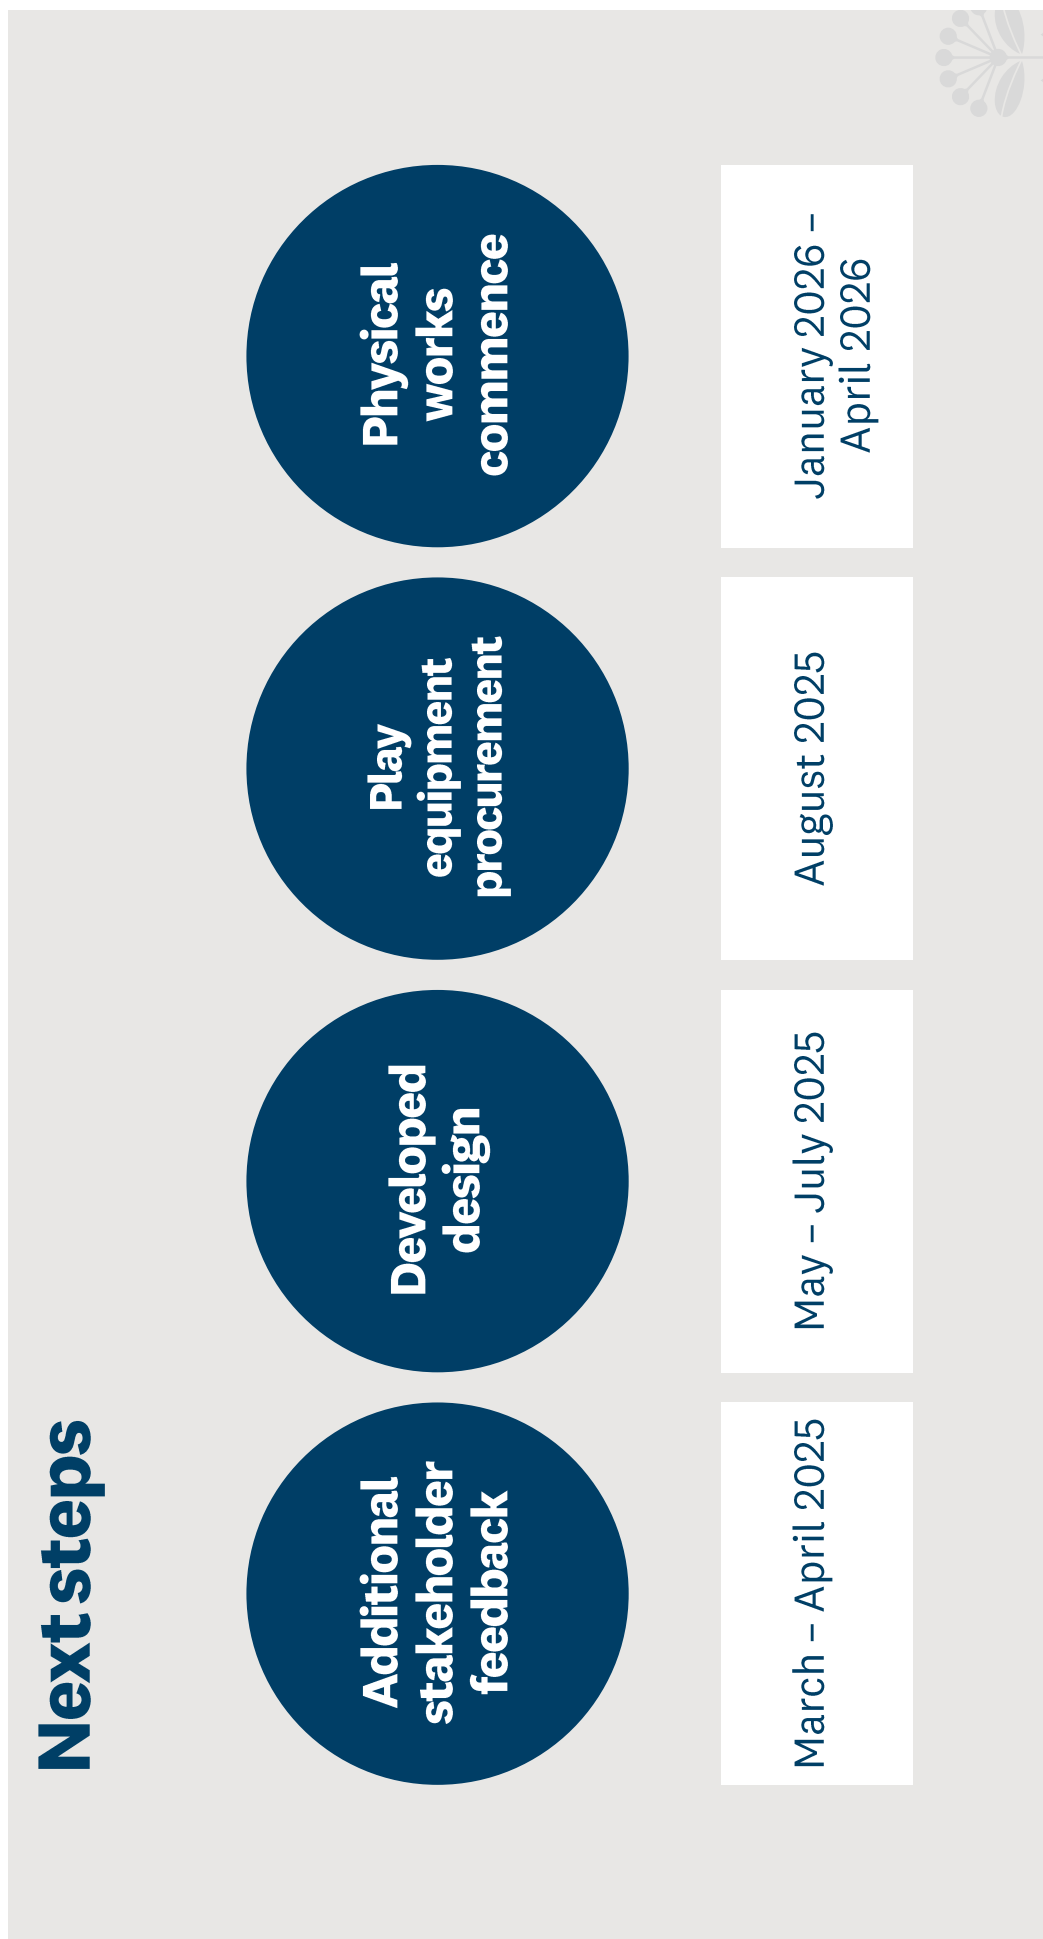 Next steps
Additional
stakeholder
feedback
Developed
design
Play
equipment
procurement
Physical
works
commence
March – April 2025
May – July 2025
August 2025
January 2026 –
April 2026